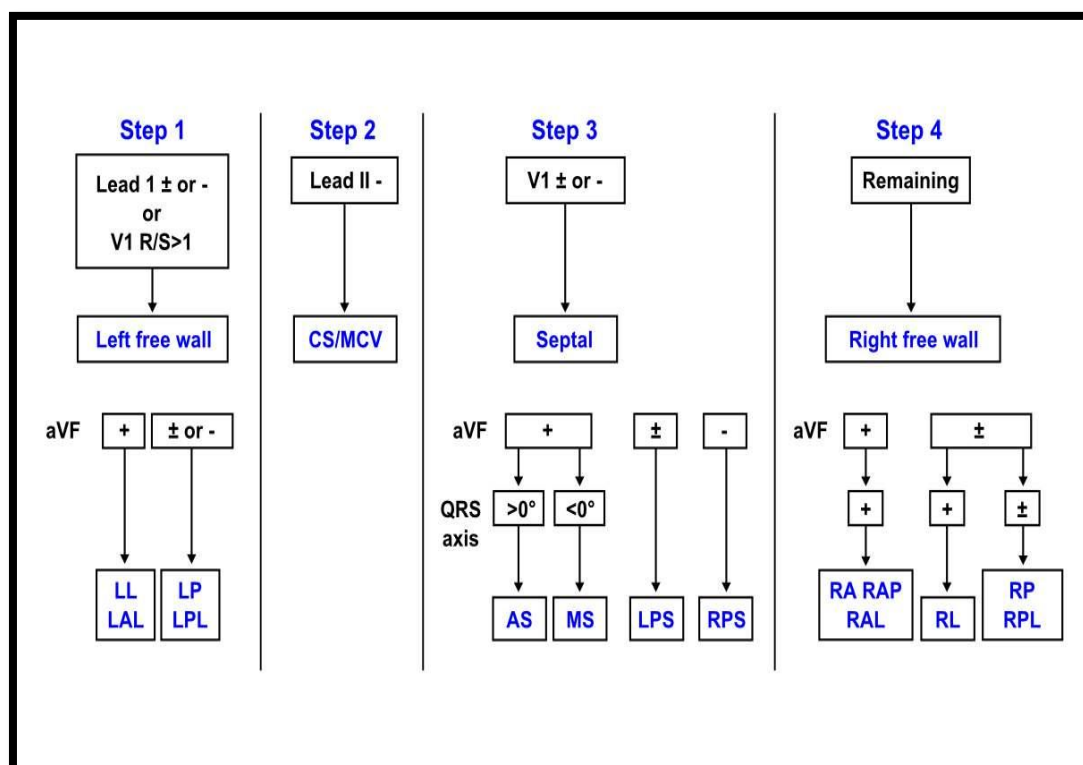 Step 1
Lead 1 ± or -
or
V1 R/S>1
Left free wall
aVF + ± or -
LL
LAL
LP
LPL
Step 2
Lead II -
CS/MCV
Step 3
V1 ± or -
Septal
+ ± -
QRS
axis
>0° <0°
AS MS LPS RPS
Step 4
Remaining
Right free wall
aVF + ±
+ + ±
RA RAP
RAL
RL
RP
RPL